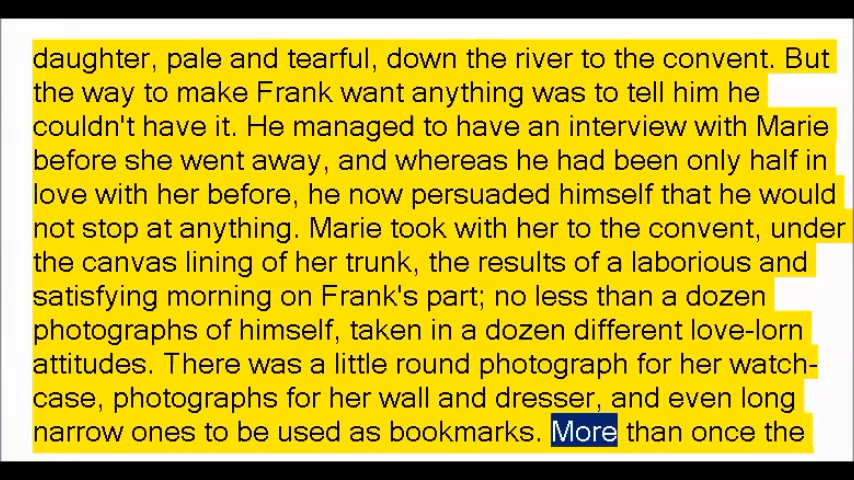 daughter, pale and tearful, down the river to the convent. But
the way to make Frank want anything was to tell him he
couldn't have it. He managed to have an interview with Marie
before she went away, and whereas he had been only half in
love with her before, he now persuaded himself that he would
not stop at anything. Marie took with her to the convent, under
the canvas lining of her trunk, the results of a laborious and
satisfying morning on Frank's part; no less than a dozen
photographs of himself, taken in a dozen different love-lorn
attitudes. There was a little round photograph for her watch-
case, photographs for her wall and dresser, and even long
narrow ones to be used as bookmarks. More than once the